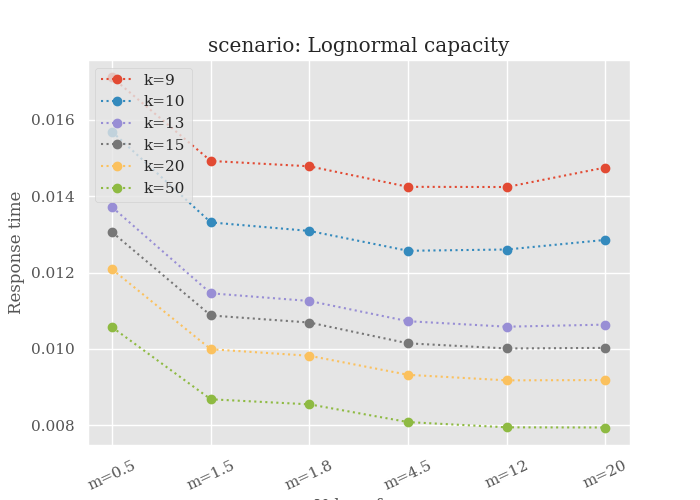 scenario: Lognormal capacity
k=9
k=10
k=13
k=15
k=20
k=50
Response time
0.016
0.014
0.012
0.010
0.008
m=0.5
m=1.5
m=1.8
m=4.5
m=12
m=20